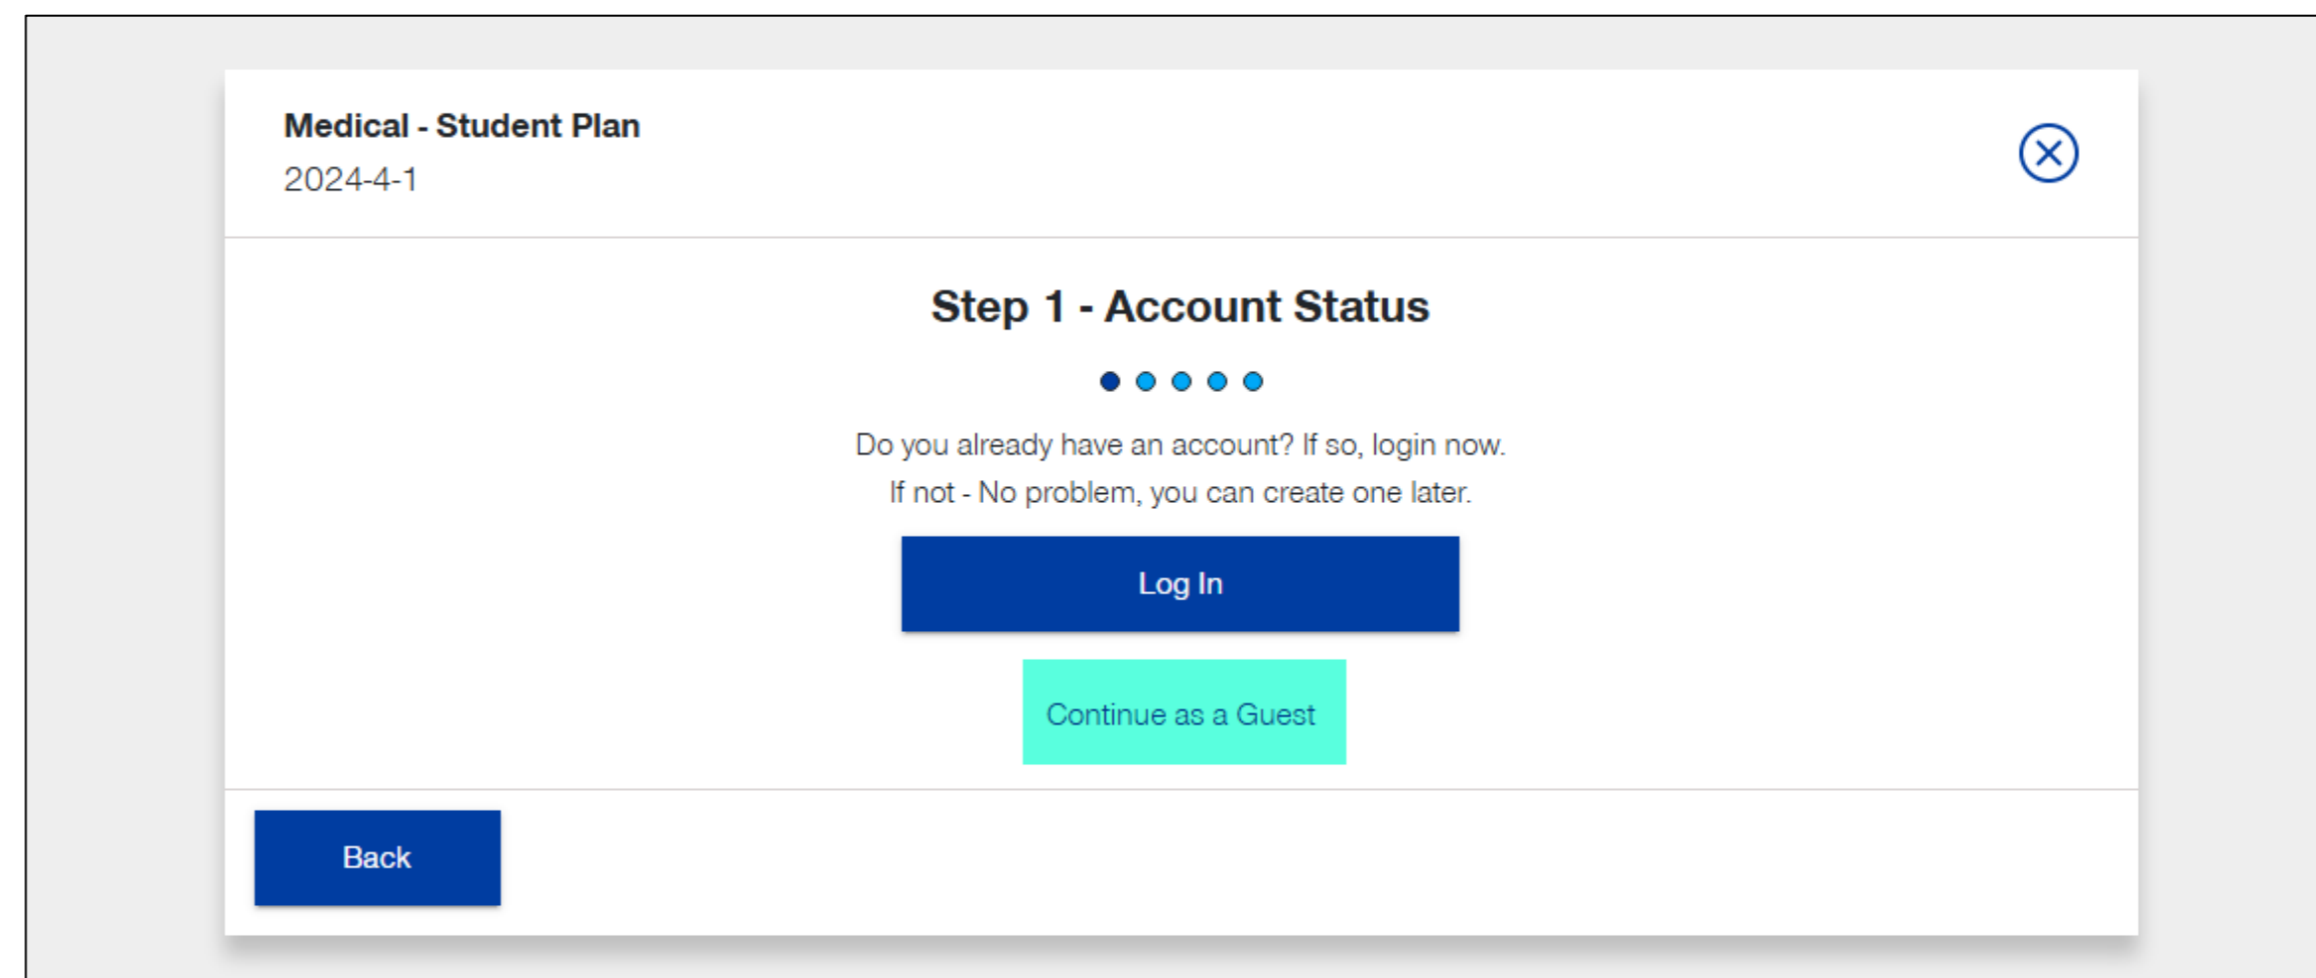 Medical - Student Plan
2024-4-1
Step 1 - Account Status
Do you already have an account? If so, login now.
If not - No problem, you can create one later.
Log In
Continue as a Guest
Back